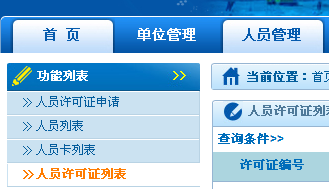 首 页 单位管理 人员管理
功能列表 >>
>> 人员许可证申请
>> 人员列表
>> 人员卡列表
>> 人员许可证列表
当前位置：首页
人员许可证列
查询条件>>
许可证编号